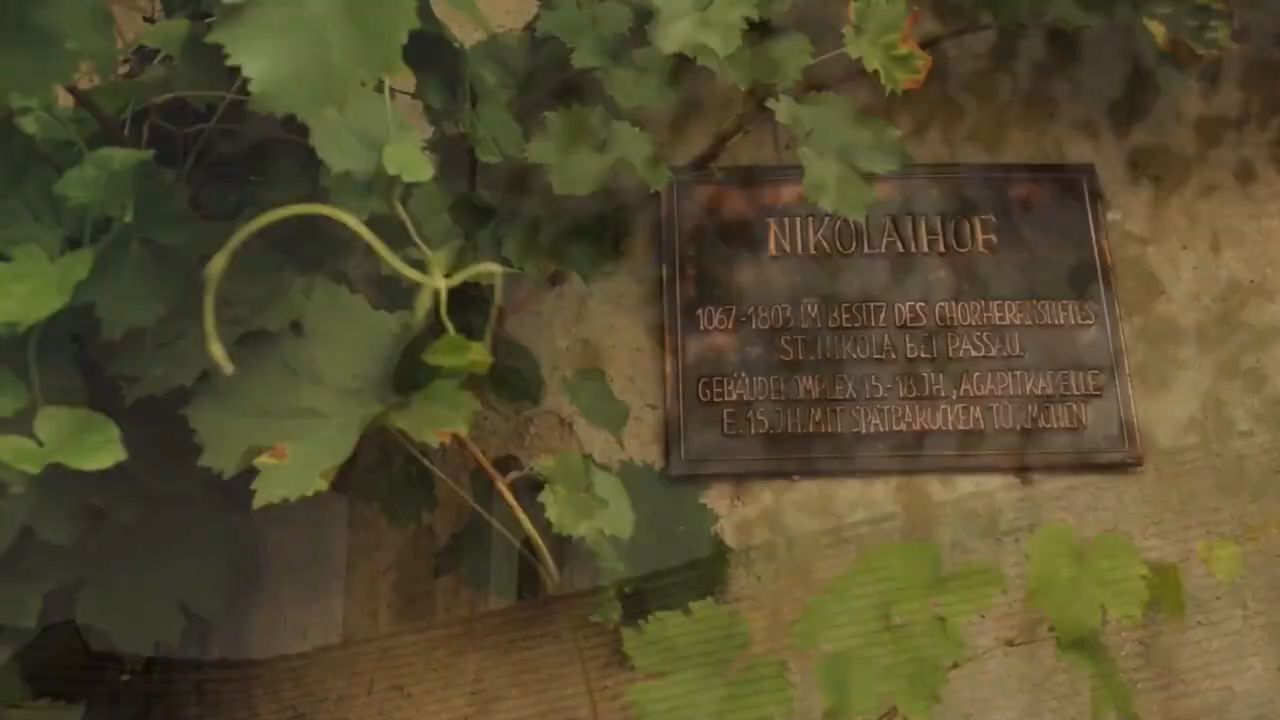 NIKOLAIHOF
1067-1803 IM BESITZ DES CHORHERRNSTIFTES
ST. NIKOLA BEI PASSAU,
GEBÄUDEKOMPLEX 15.-18.JH., AGAPITKAPELLE
E.15.JH.MIT SPÄTBAROCKEM TÜRMCHEN